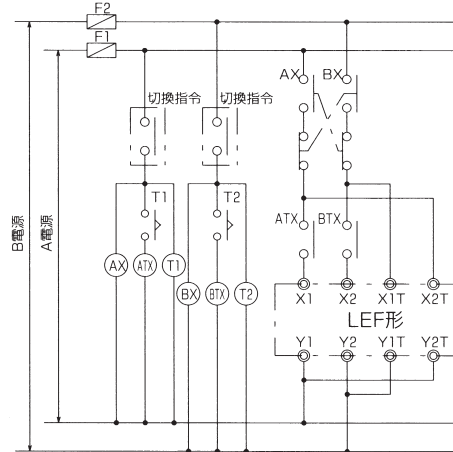 F2
F1
AX BX
切換指令 切換指令
T1 T2
ATX BTX
B電源
A電源
AX ATX T1
BX BTX T2
X1 X2 X1T X2T
LEF形
Y1 Y2 Y1T Y2T